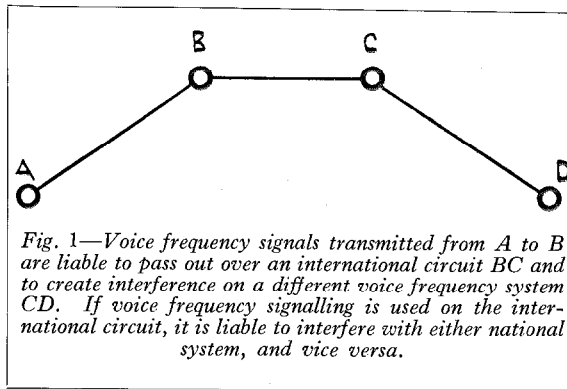 B C
A D
Fig. 1—Voice frequency signals transmitted from A to B
are liable to pass out over an international circuit BC and
to create interference on a different voice frequency system
CD. If voice frequency signalling is used on the inter-
national circuit, it is liable to interfere with either national
system, and vice versa.